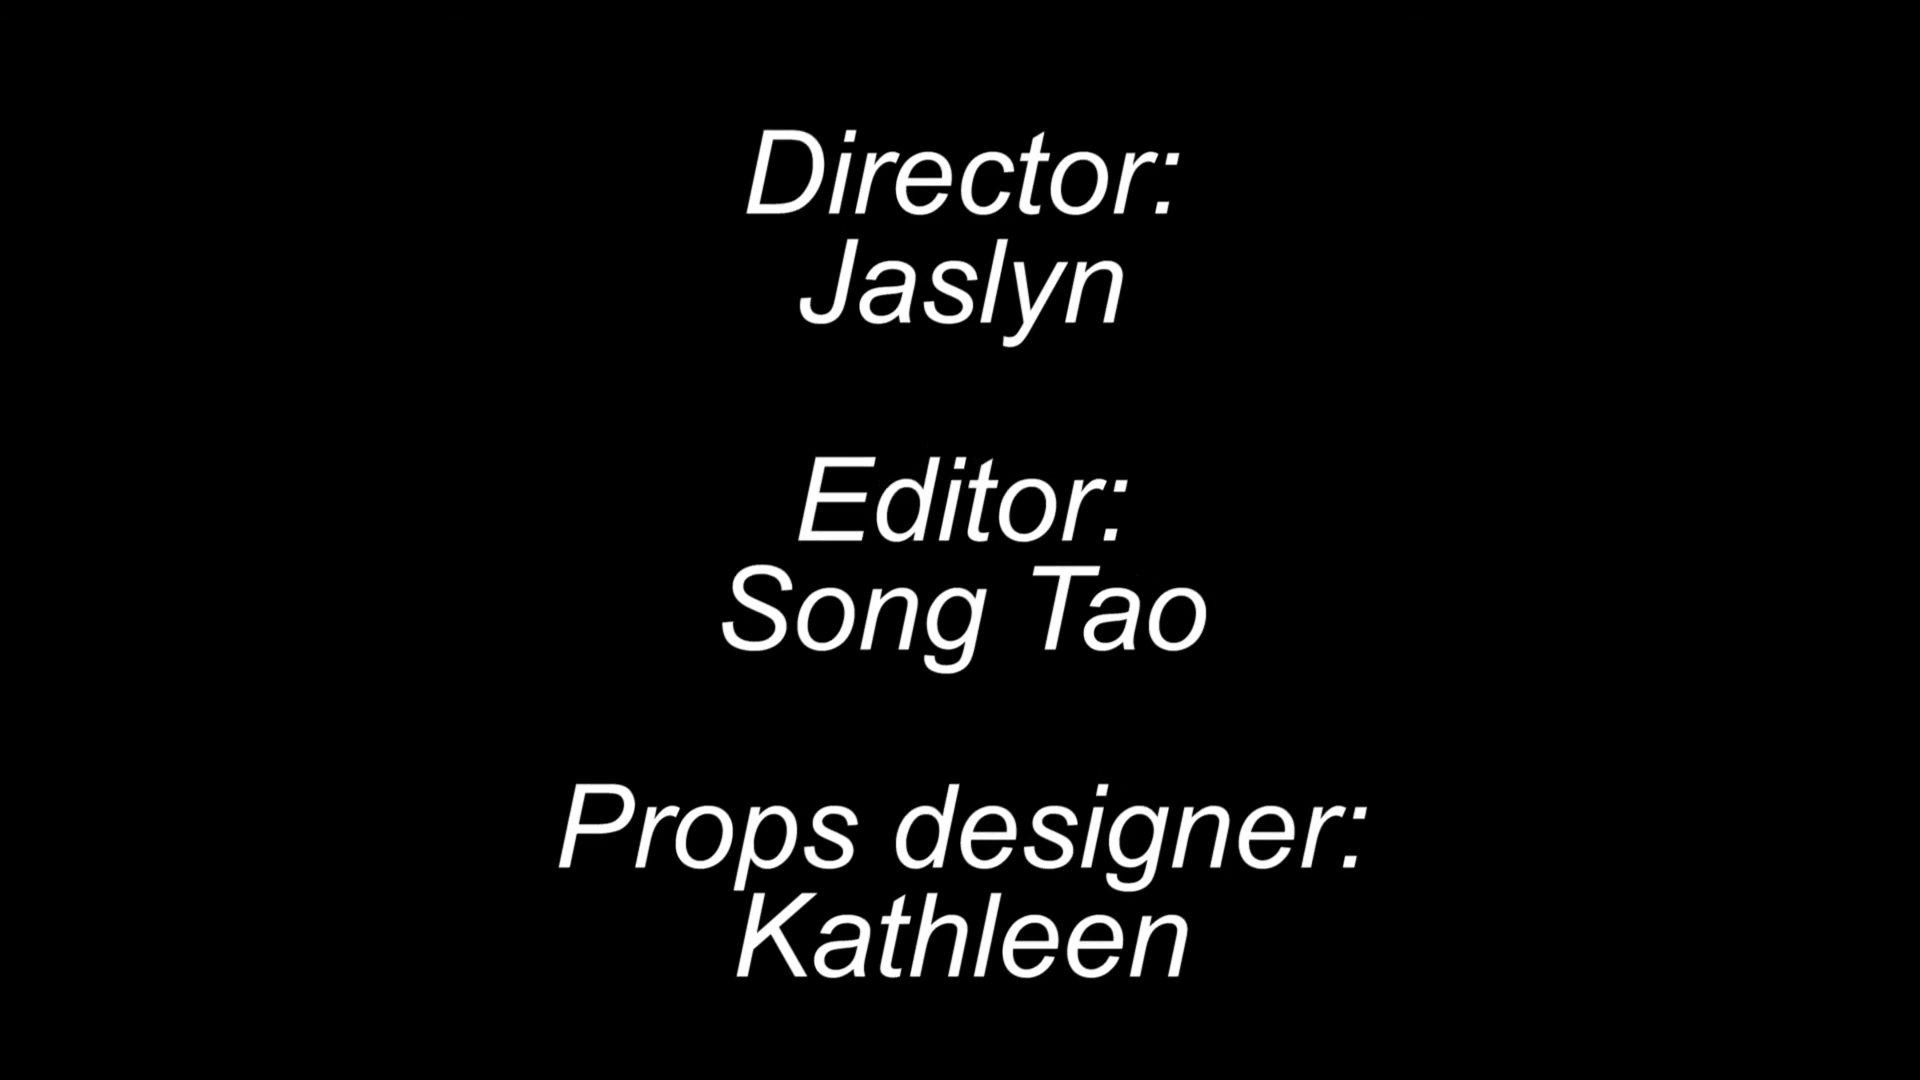 Director:
Jaslyn
Editor:
Song Tao
Props designer:
Kathleen